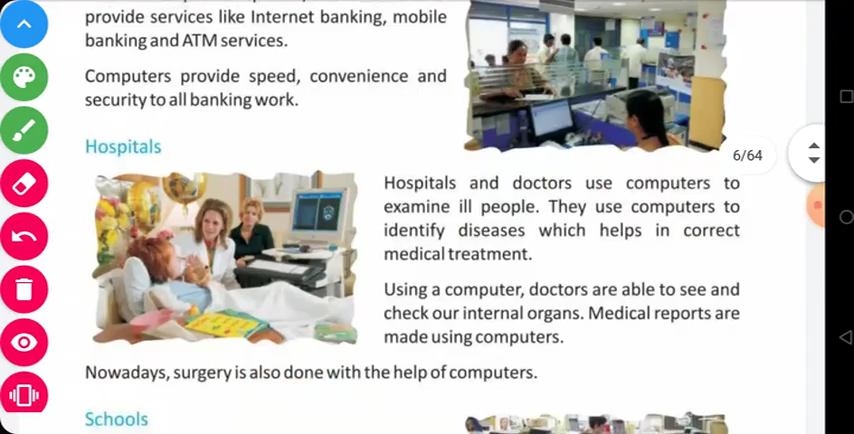 provide services like Internet banking, mobile
banking and ATM services.
Computers provide speed, convenience and
security to all banking work.
Hospitals
6/64
Hospitals and doctors use computers to
examine ill people. They use computers to
identify diseases which helps in correct
medical treatment.
Using a computer, doctors are able to see and
check our internal organs. Medical reports are
made using computers.
Nowadays, surgery is also done with the help of computers.
Schools